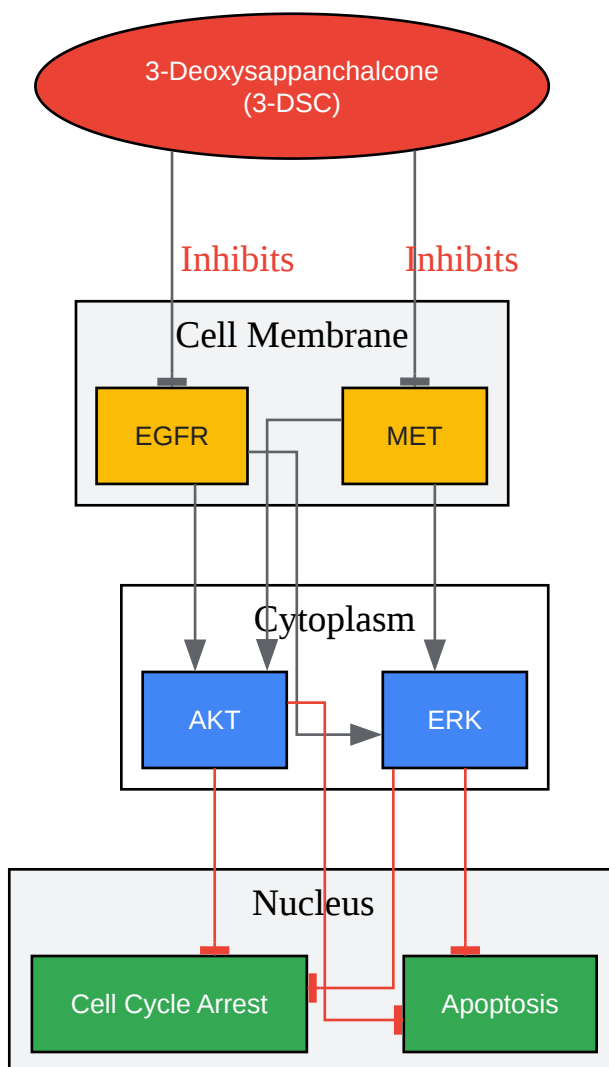 3-Deoxysappanchalcone
(3-DSC)
Inhibits
Inhibits
Cell Membrane
EGFR
MET
Cytoplasm
AKT
ERK
Nucleus
Cell Cycle Arrest
Apoptosis